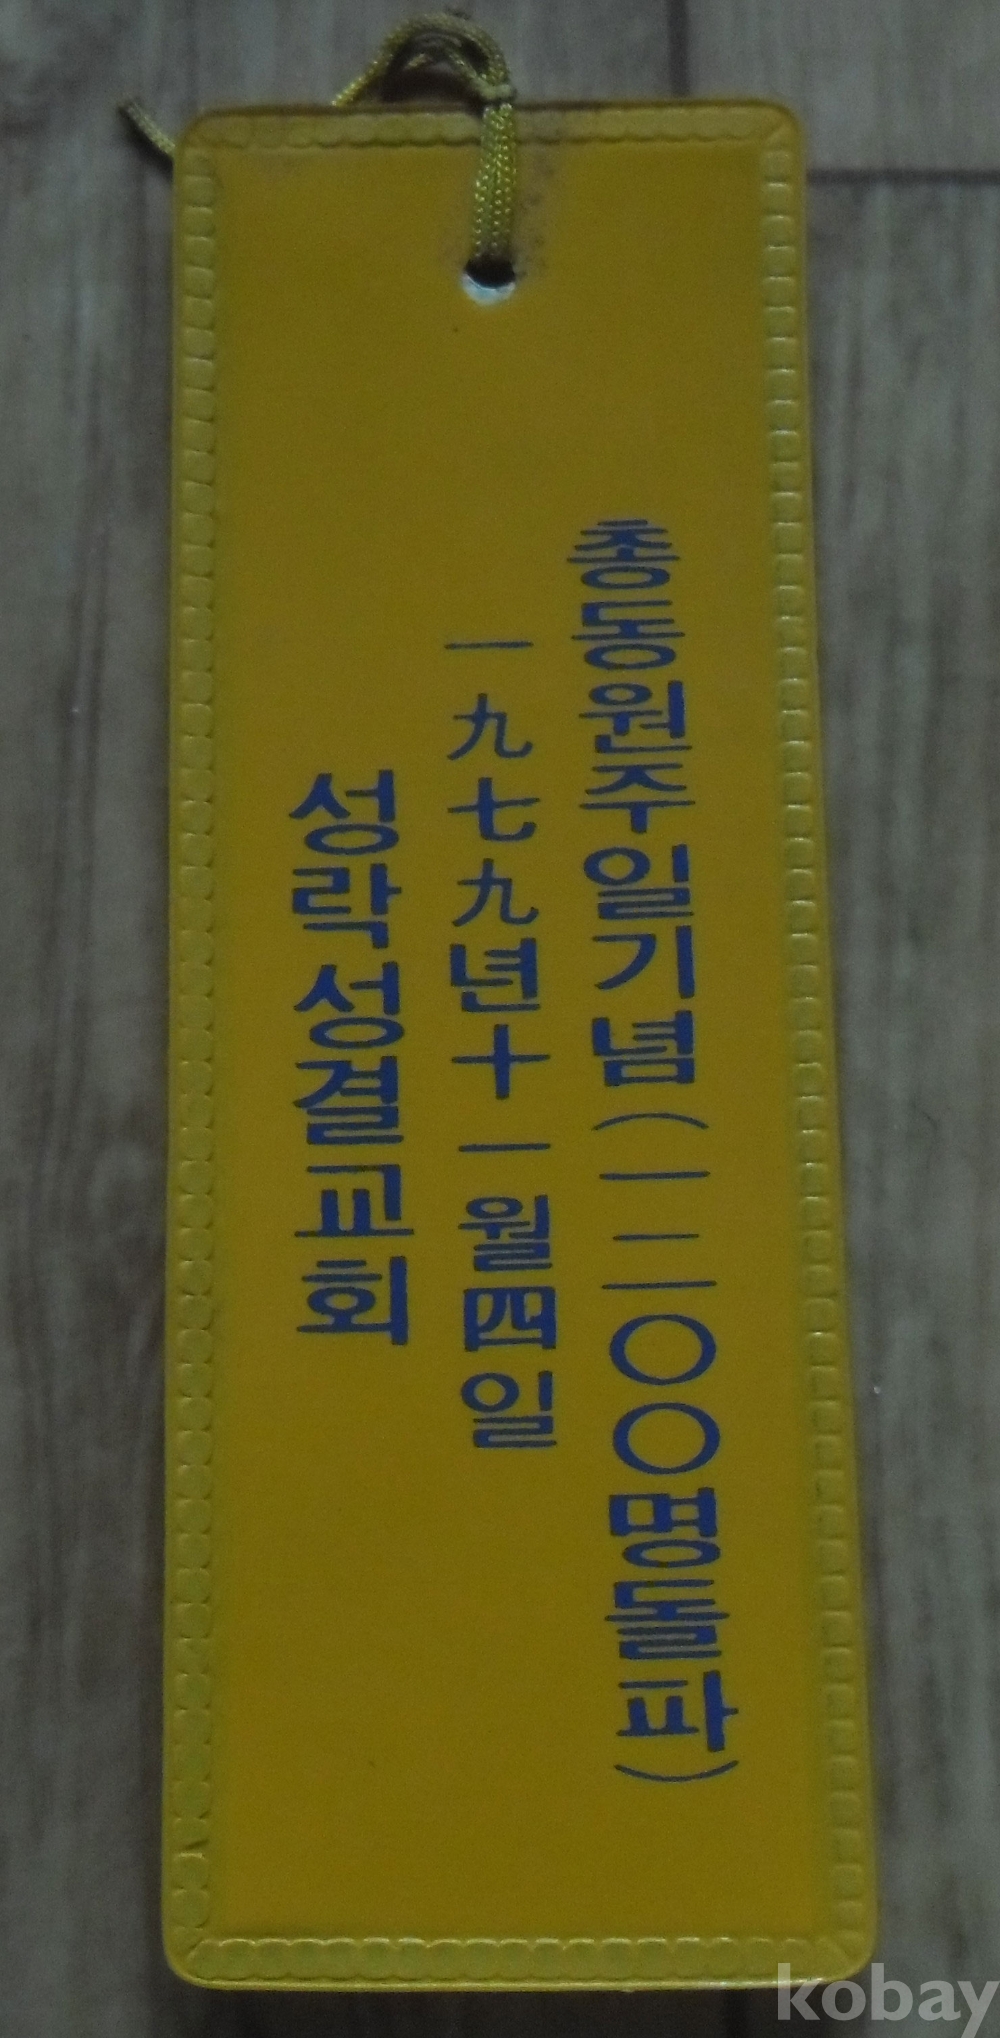 총동원주일기념(一二〇〇명돌파)
一九七九년十一월四일
성락성결교회
kobay